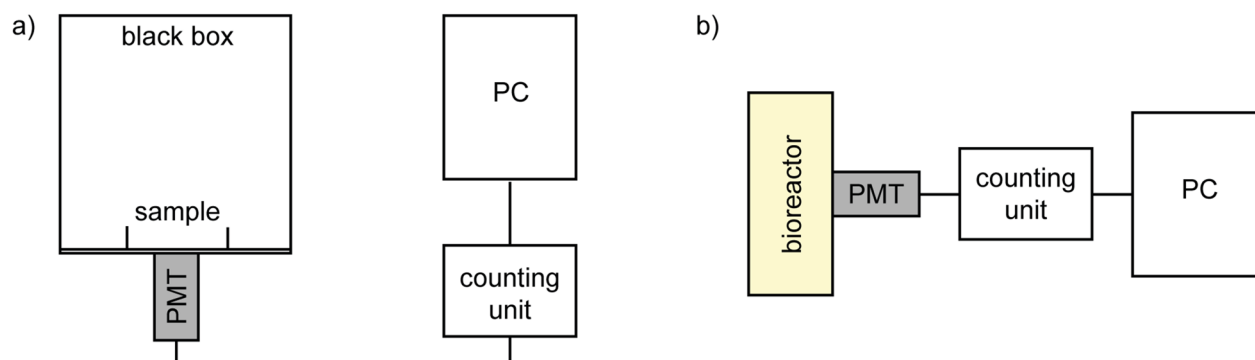 a)
black box
sample
PMT
PC
counting
unit
b)
bioreactor
PMT
counting
unit
PC